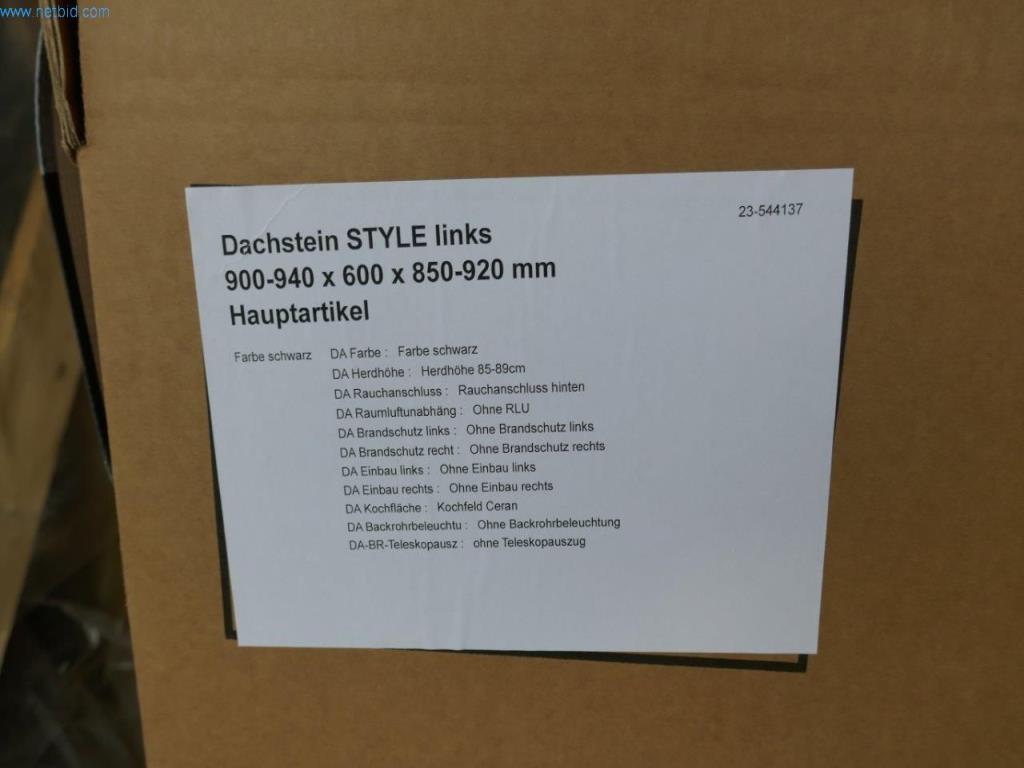 www.netbid.com
23-544137
Dachstein STYLE links
900-940 x 600 x 850-920 mm
Hauptartikel
Farbe schwarz DA Farbe : Farbe schwarz
DA Herdhöhe : Herdhöhe 85-89cm
DA Rauchanschluss : Rauchanschluss hinten
DA Raumluftunabhäng : Ohne RLU
DA Brandschutz links : Ohne Brandschutz links
DA Brandschutz recht : Ohne Brandschutz rechts
DA Einbau links : Ohne Einbau links
DA Einbau rechts : Ohne Einbau rechts
DA Kochfläche : Kochfeld Ceran
DA Backrohrbeleuchtu : Ohne Backrohrbeleuchtung
DA-BR-Teleskopausz : ohne Teleskopauszug